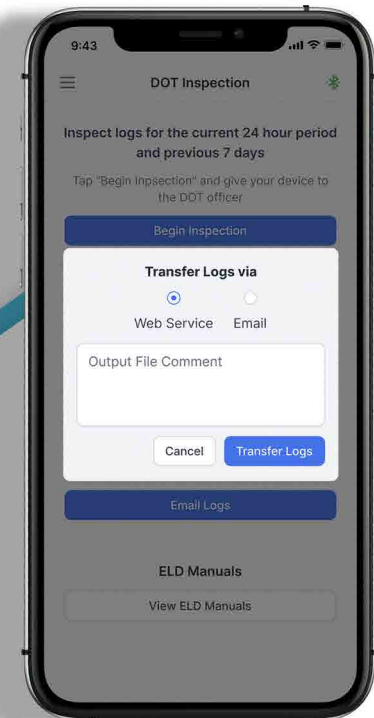 9:43
DOT Inspection
Inspect logs for the current 24 hour period
and previous 7 days
Tap "Begin Inpsection" and give your device to
the DOT officer
Begin Inspection
Transfer Logs via
Web Service Email
Output File Comment
Cancel Transfer Logs
Email Logs
ELD Manuals
View ELD Manuals